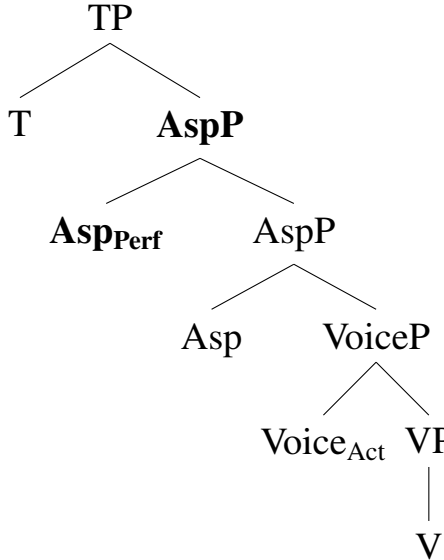 TP
T AspP
Asp_Perf AspP
Asp VoiceP
Voice_Act VP
V